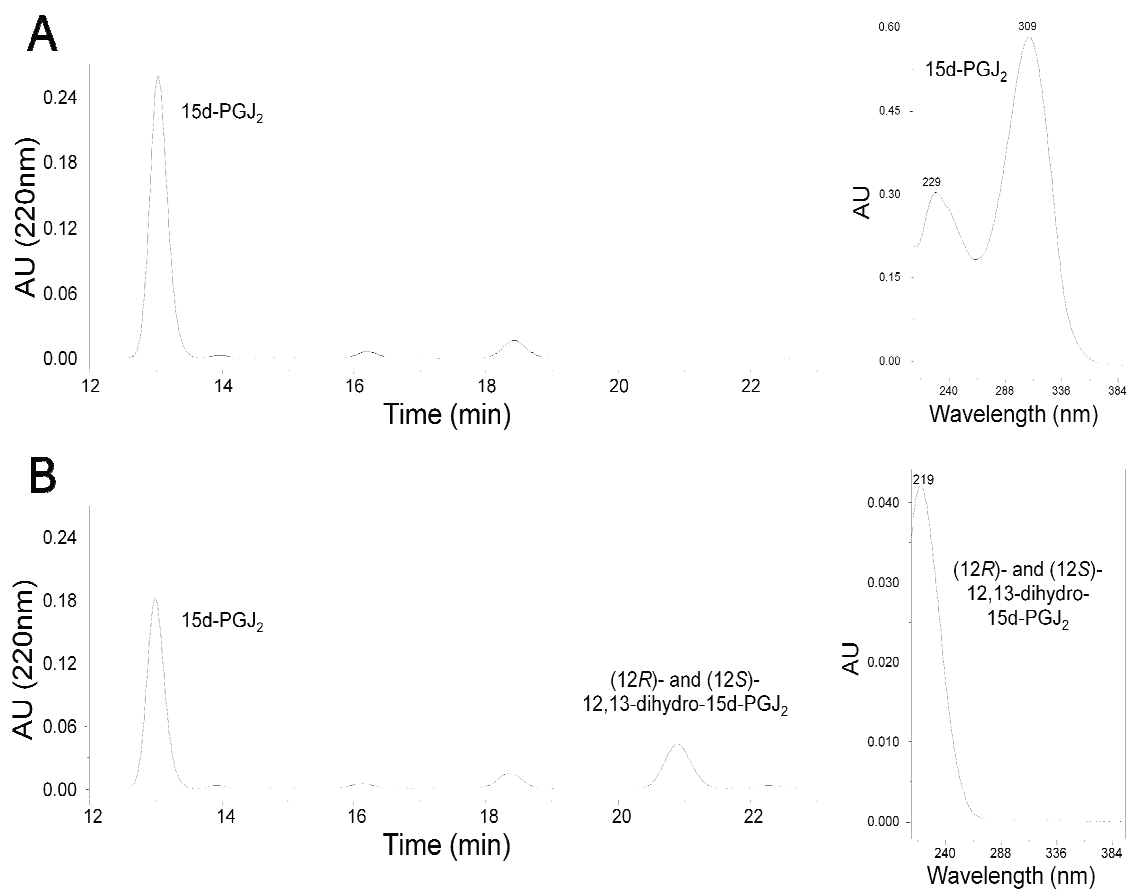 A
0.24
0.18
0.12
0.06
0.00
AU (220nm)
15d-PGJ₂
12 14 16 18 20 22
Time (min)
0.60
0.45
0.30
0.15
0.00
AU
309
15d-PGJ₂
229
240 288 336 384
Wavelength (nm)
B
0.24
0.18
0.12
0.06
0.00
AU (220nm)
15d-PGJ₂
(12R)- and (12S)-
12,13-dihydro-15d-PGJ₂
12 14 16 18 20 22
Time (min)
0.040
0.030
0.020
0.010
0.000
AU
219
(12R)- and (12S)-
12,13-dihydro-
15d-PGJ₂
240 288 336 384
Wavelength (nm)